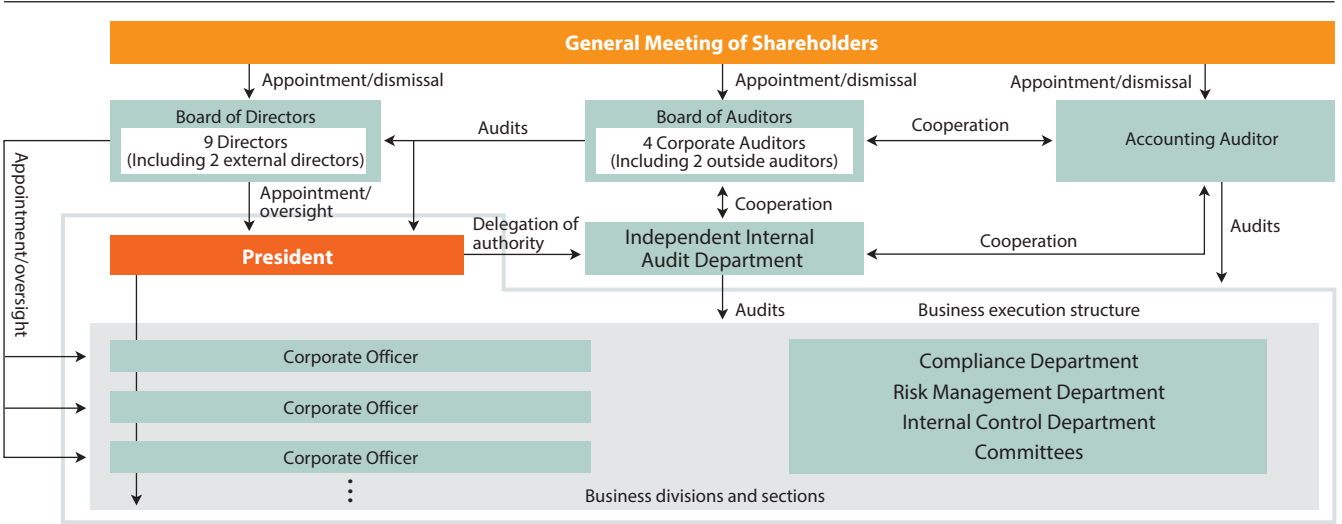 General Meeting of Shareholders
Appointment/dismissal
Appointment/dismissal
Appointment/dismissal
Board of Directors
9 Directors
(Including 2 external directors)
Audits
Board of Auditors
4 Corporate Auditors
(Including 2 outside auditors)
Cooperation
Accounting Auditor
Appointment/oversight
Appointment/
oversight
Cooperation
President
Delegation of
authority
Independent Internal
Audit Department
Cooperation
Audits
Audits
Business execution structure
Corporate Officer
Corporate Officer
Corporate Officer
Compliance Department
Risk Management Department
Internal Control Department
Committees
Business divisions and sections